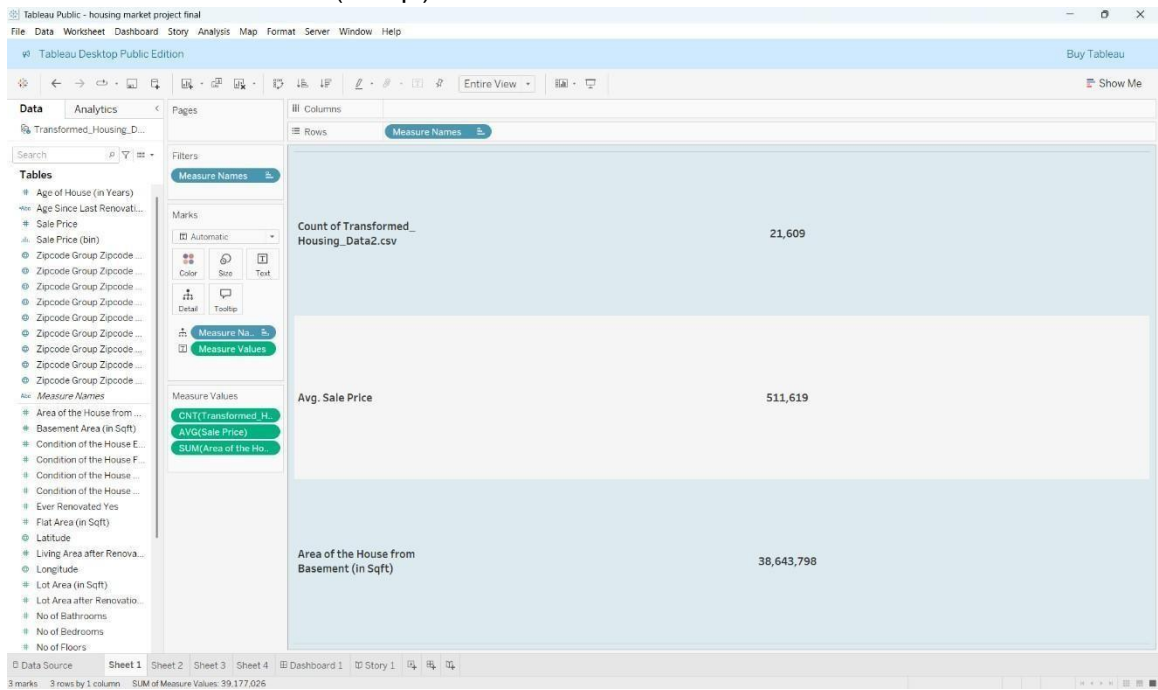 Tableau Public - housing market project final
File Data Worksheet Dashboard Story Analysis Map Format Server Window Help
Tableau Desktop Public Edition Buy Tableau
Entire View Show Me
Data Analytics Pages Columns
Transformed_Housing_D... Rows Measure Names
Search Filters
Tables Measure Names
Age of House (in Years)
Age Since Last Renovati...
Marks
Sale Price
Automatic
Sale Price (bin)
Zipcode Group Zipcode ...
Zipcode Group Zipcode ...
Color Size Text
Zipcode Group Zipcode ...
Zipcode Group Zipcode ...
Detail Tooltip
Zipcode Group Zipcode ...
Zipcode Group Zipcode ...
Measure Na..
Zipcode Group Zipcode ...
Measure Values
Zipcode Group Zipcode ...
Zipcode Group Zipcode ...
Abc Measure Names
Measure Values
Area of the House from ...
CNT(Transformed_H..
Basement Area (in Sqft)
AVG(Sale Price)
Condition of the House E...
SUM(Area of the Ho..
Condition of the House F...
Condition of the House ...
Condition of the House ...
Ever Renovated Yes
Flat Area (in Sqft)
Latitude
Living Area after Renova...
Longitude
Lot Area (in Sqft)
Lot Area after Renovatio...
No of Bathrooms
No of Bedrooms
No of Floors
Count of Transformed_
Housing_Data2.csv
21,609
Avg. Sale Price 511,619
Area of the House from
Basement (in Sqft)
38,643,798
Data Source Sheet 1 Sheet 2 Sheet 3 Sheet 4 Dashboard 1 Story 1
3 marks 3 rows by 1 column SUM of Measure Values: 39,177,026